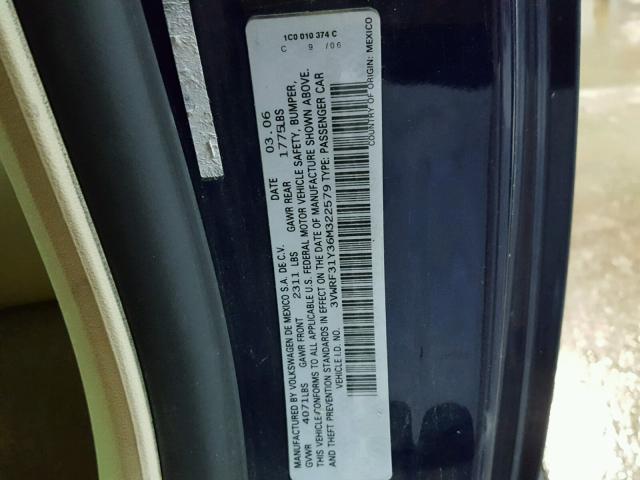 1C0 010 374 C
C 9 /06
MANUFACTURED BY VOLKSWAGEN DE MEXICO S.A. DE C.V. DATE 03.06
GVWR 4071LBS GAWR FRONT 2311 LBS GAWR REAR 1775LBS
THIS VEHICLE CONFORMS TO ALL APPLICABLE U.S. FEDERAL MOTOR VEHICLE SAFETY, BUMPER,
AND THEFT PREVENTION STANDARDS IN EFFECT ON THE DATE OF MANUFACTURE SHOWN ABOVE.
VEHICLE I.D. NO. 3VWRF31Y36M322579 TYPE: PASSENGER CAR
COUNTRY OF ORIGIN: MEXICO